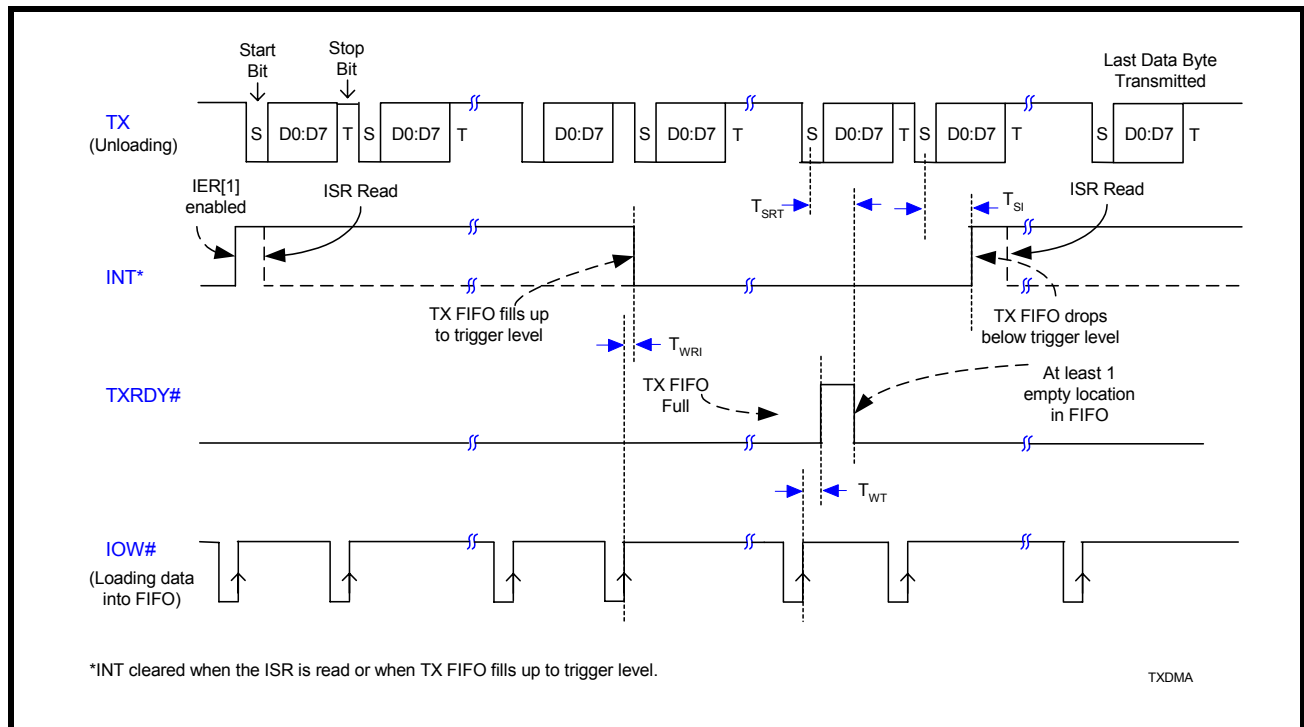 Start
Bit
Stop
Bit
Last Data Byte
Transmitted
TX
(Unloading)
S D0:D7 T S D0:D7 T D0:D7 S D0:D7 T S D0:D7 T S D0:D7 T S D0:D7 T
IER[1]
enabled
ISR Read
TSRT
TSI
ISR Read
INT*
TX FIFO fills up
to trigger level
TX FIFO drops
below trigger level
TWRI
TXRDY#
TX FIFO
Full
At least 1
empty location
in FIFO
TWT
IOW#
(Loading data
into FIFO)
*INT cleared when the ISR is read or when TX FIFO fills up to trigger level.
TXDMA